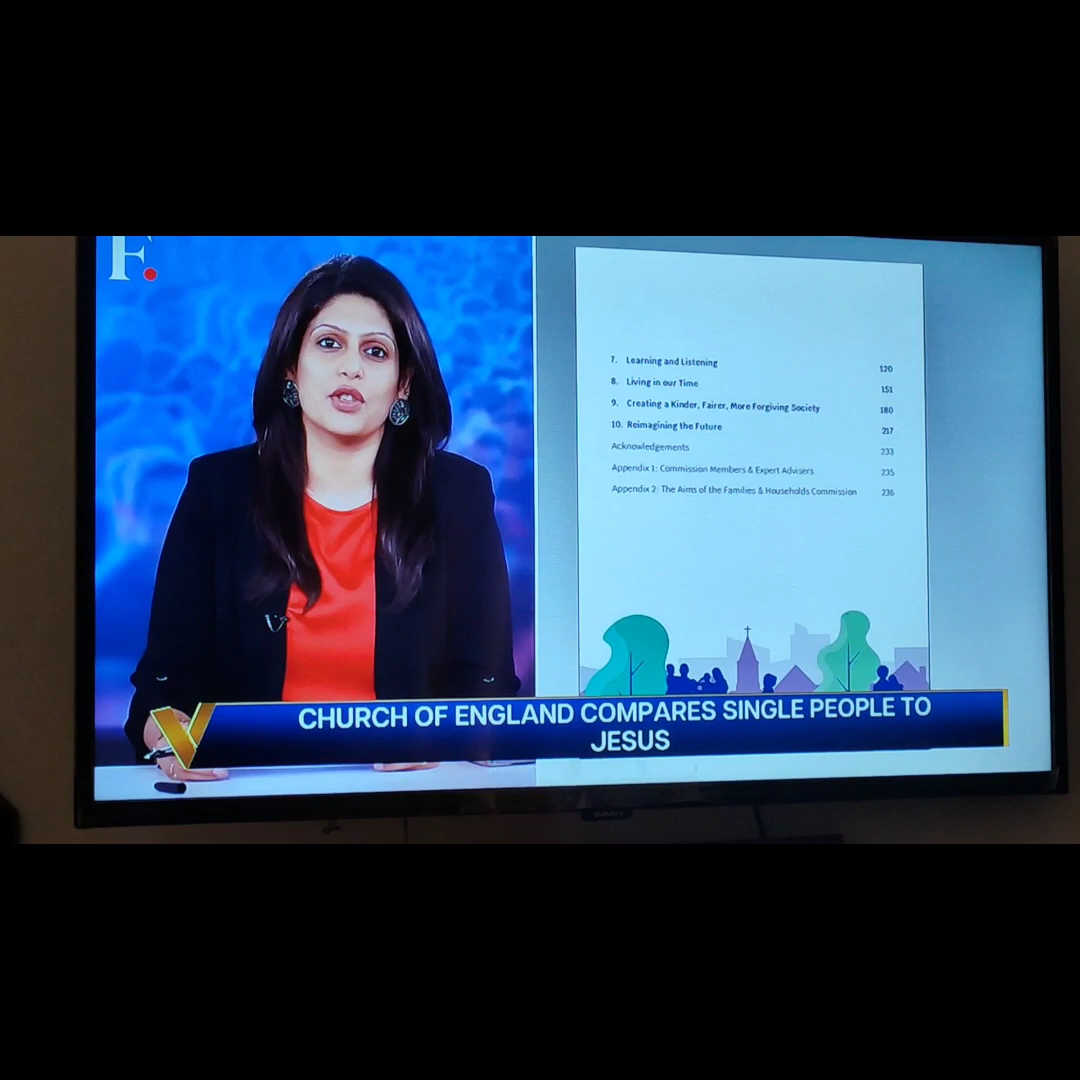 F.
7. Learning and Listening 120
8. Living in our Time 151
9. Creating a Kinder, Fairer, More Forgiving Society 180
10. Reimagining the Future 217
Acknowledgements 233
Appendix 1: Commission Members & Expert Advisers 235
Appendix 2: The Aims of the Families & Households Commission 236
V
CHURCH OF ENGLAND COMPARES SINGLE PEOPLE TO
JESUS